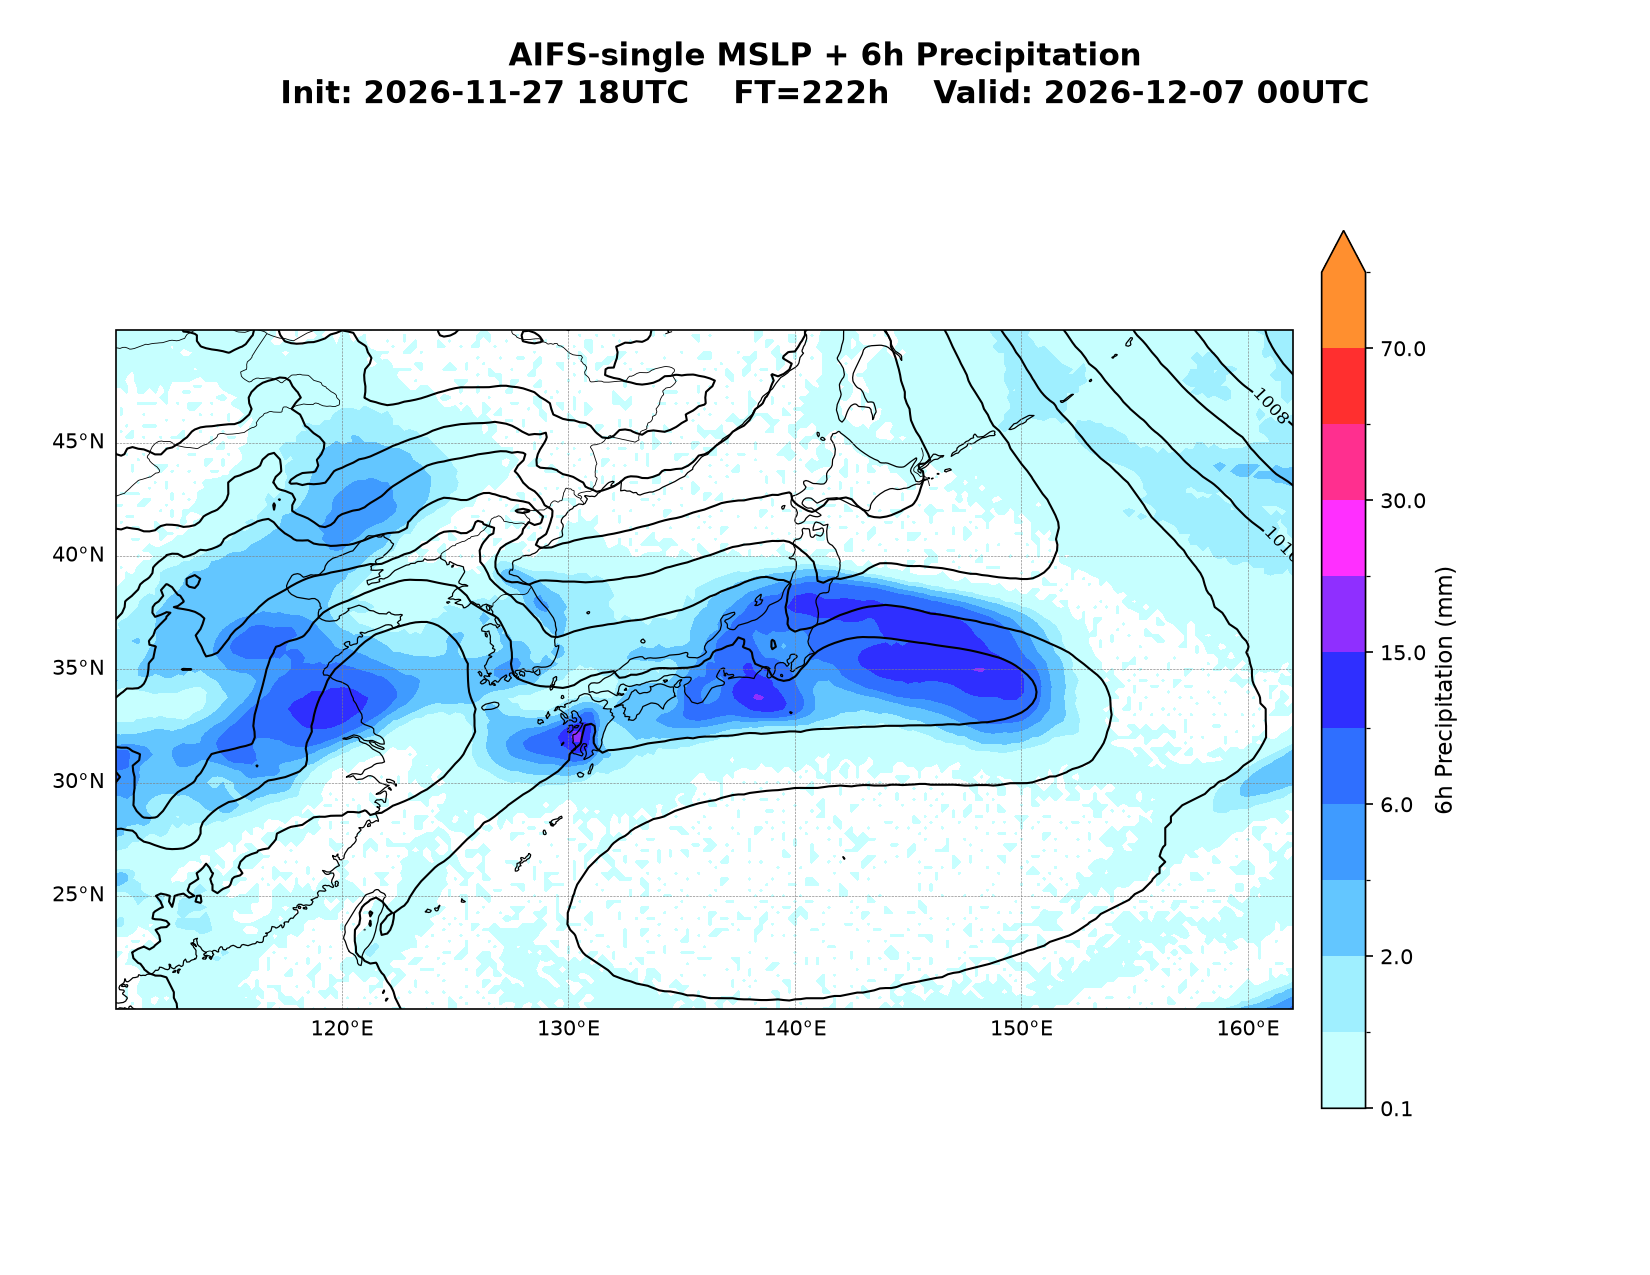 AIFS-single MSLP + 6h Precipitation
Init: 2026-11-27 18UTC    FT=222h    Valid: 2026-12-07 00UTC
1008
1016
45°N
40°N
35°N
30°N
25°N
120°E
130°E
140°E
150°E
160°E
70.0
30.0
15.0
6.0
2.0
0.1
6h Precipitation (mm)